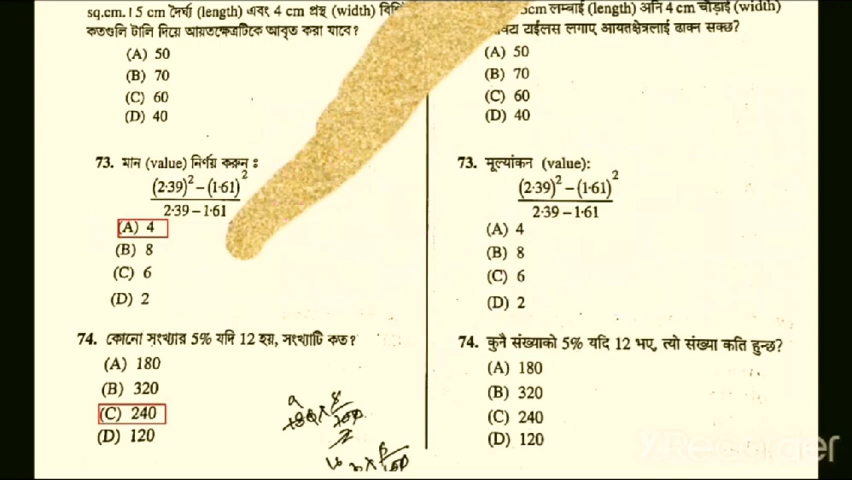 sq.cm. । 5 cm দৈর্ঘ্য (length) এবং 4 cm প্রস্থ (width)
কতগুলি টালি দিয়ে আয়তক্ষেত্রটিকে আবৃত করা যাবে?
(A) 50
(B) 70
(C) 60
(D) 40
73. মান (value) নির্ণয় করুন :
(2·39)² – (1·61)²
2·39 – 1·61
(A) 4
(B) 8
(C) 6
(D) 2
74. কোনো সংখ্যার 5% যদি 12 হয়, সংখ্যাটি কত?
(A) 180
(B) 320
(C) 240
(D) 120
cm लम्बाई (length) अनि 4 cm चौड़ाई (width)
टाईलस लगाए आयतक्षेत्रलाई ढाक्न सक्छ?
(A) 50
(B) 70
(C) 60
(D) 40
73. मूल्यांकन (value):
(2·39)² – (1·61)²
2·39 – 1·61
(A) 4
(B) 8
(C) 6
(D) 2
74. कुनै संख्याको 5% यदि 12 भए, त्यो संख्या कति हुन्छ?
(A) 180
(B) 320
(C) 240
(D) 120
XRecorder